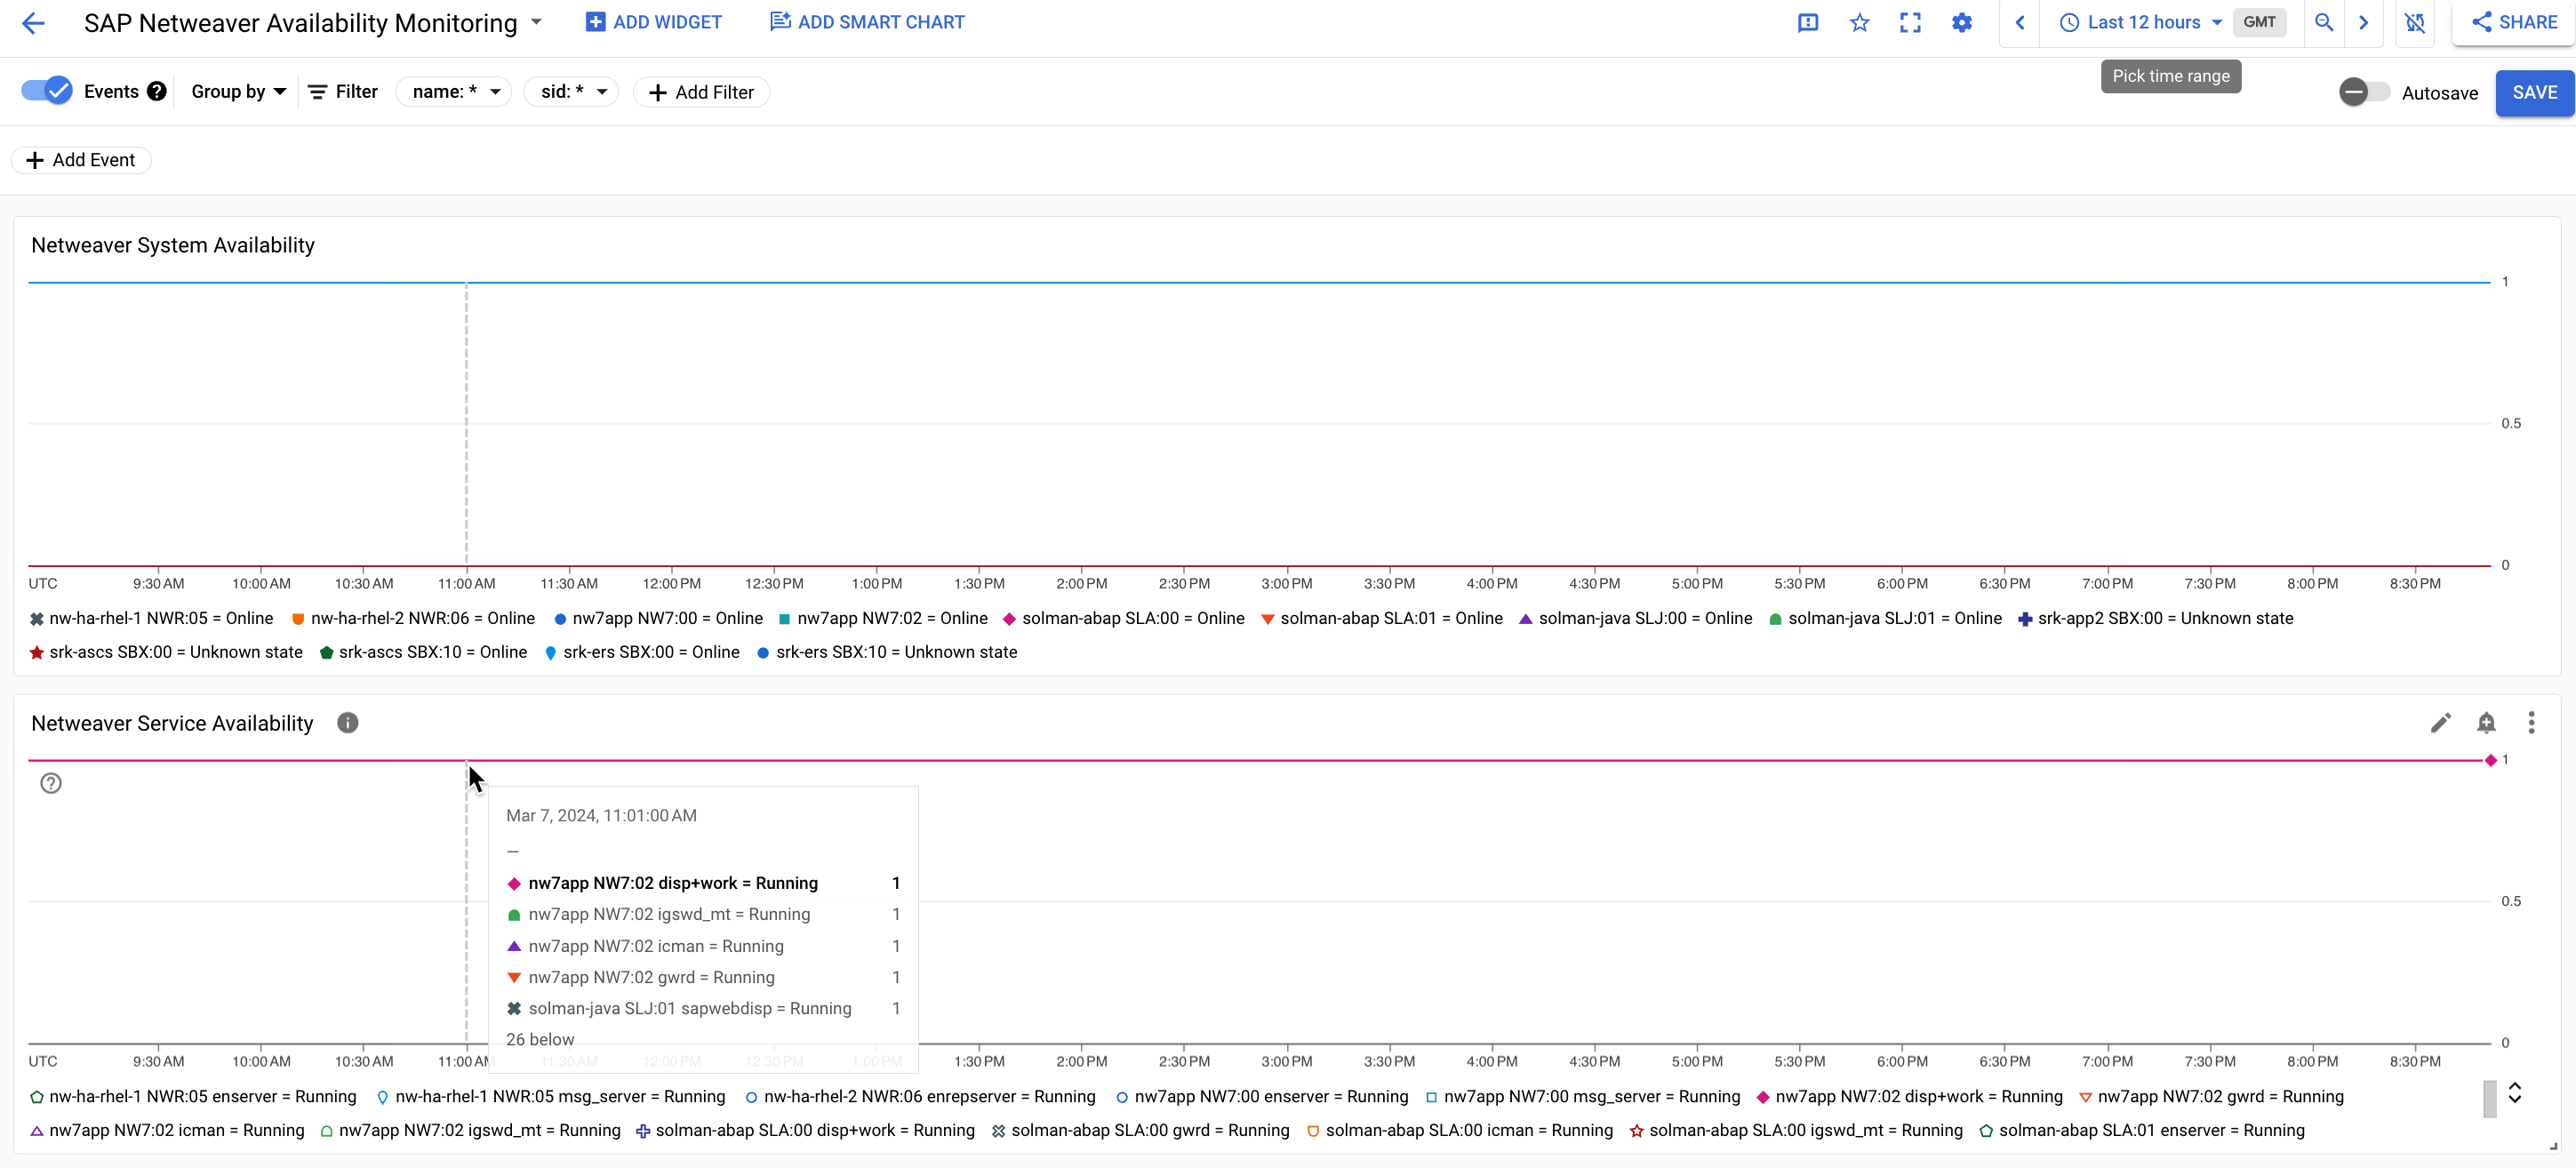 SAP Netweaver Availability Monitoring ADD WIDGET ADD SMART CHART Last 12 hours GMT SHARE
Pick time range
Events Group by Filter name: * sid: * Add Filter Autosave SAVE
Add Event
Netweaver System Availability
1
0.5
0
UTC 9:30 AM 10:00 AM 10:30 AM 11:00 AM 11:30 AM 12:00 PM 12:30 PM 1:00 PM 1:30 PM 2:00 PM 2:30 PM 3:00 PM 3:30 PM 4:00 PM 4:30 PM 5:00 PM 5:30 PM 6:00 PM 6:30 PM 7:00 PM 7:30 PM 8:00 PM 8:30 PM
nw-ha-rhel-1 NWR:05 = Online nw-ha-rhel-2 NWR:06 = Online nw7app NW7:00 = Online nw7app NW7:02 = Online solman-abap SLA:00 = Online solman-abap SLA:01 = Online solman-java SLJ:00 = Online solman-java SLJ:01 = Online srk-app2 SBX:00 = Unknown state
srk-ascs SBX:00 = Unknown state srk-ascs SBX:10 = Online srk-ers SBX:00 = Online srk-ers SBX:10 = Unknown state
Netweaver Service Availability
1
Mar 7, 2024, 11:01:00 AM
–
nw7app NW7:02 disp+work = Running 1
0.5
nw7app NW7:02 igswd_mt = Running 1
nw7app NW7:02 icman = Running 1
nw7app NW7:02 gwrd = Running 1
solman-java SLJ:01 sapwebdisp = Running 1
26 below
0
UTC 9:30 AM 10:00 AM 10:30 AM 11:00 AM 11:30 AM 12:00 PM 12:30 PM 1:00 PM 1:30 PM 2:00 PM 2:30 PM 3:00 PM 3:30 PM 4:00 PM 4:30 PM 5:00 PM 5:30 PM 6:00 PM 6:30 PM 7:00 PM 7:30 PM 8:00 PM 8:30 PM
nw-ha-rhel-1 NWR:05 enserver = Running nw-ha-rhel-1 NWR:05 msg_server = Running nw-ha-rhel-2 NWR:06 enrepserver = Running nw7app NW7:00 enserver = Running nw7app NW7:00 msg_server = Running nw7app NW7:02 disp+work = Running nw7app NW7:02 gwrd = Running
nw7app NW7:02 icman = Running nw7app NW7:02 igswd_mt = Running solman-abap SLA:00 disp+work = Running solman-abap SLA:00 gwrd = Running solman-abap SLA:00 icman = Running solman-abap SLA:00 igswd_mt = Running solman-abap SLA:01 enserver = Running